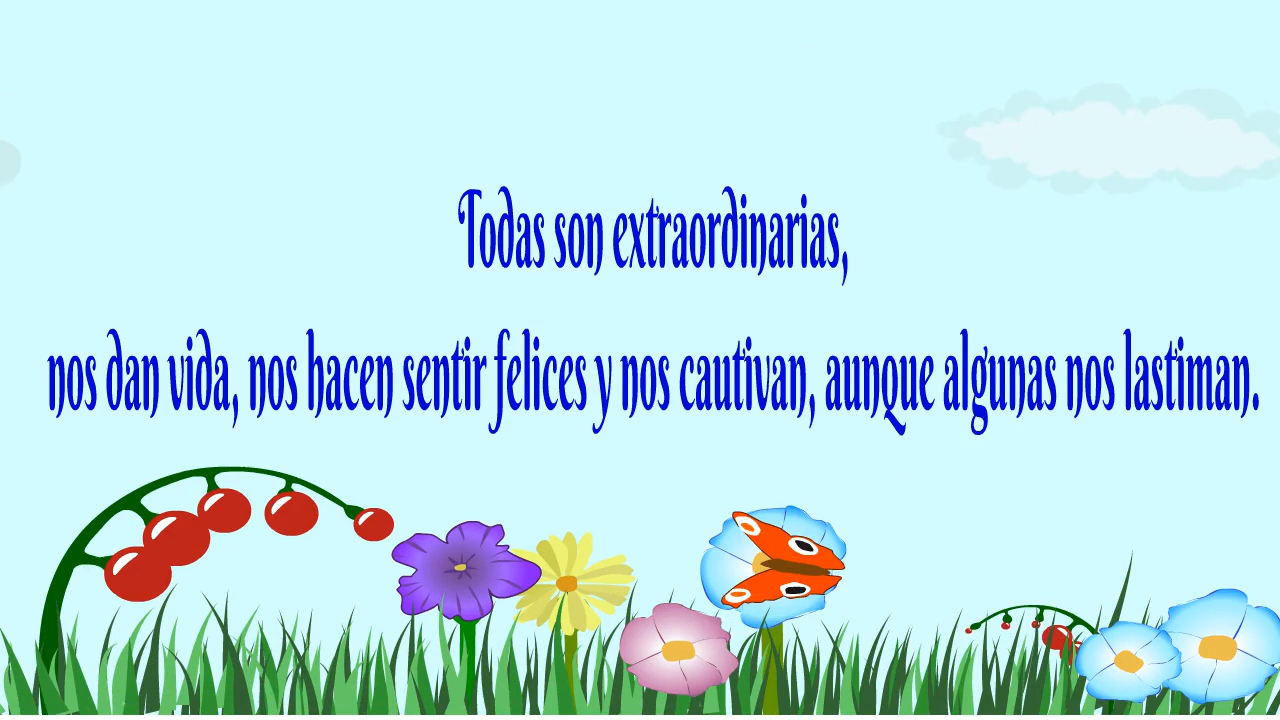 Todas son extraordinarias,
nos dan vida, nos hacen sentir felices y nos cautivan, aunque algunas nos lastiman.